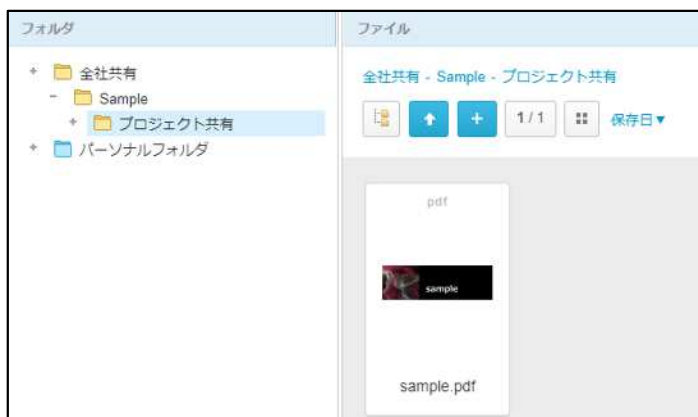 フォルダ
全社共有
Sample
プロジェクト共有
パーソナルフォルダ
ファイル
全社共有 - Sample - プロジェクト共有
1 / 1
保存日▼
pdf
sample
sample.pdf